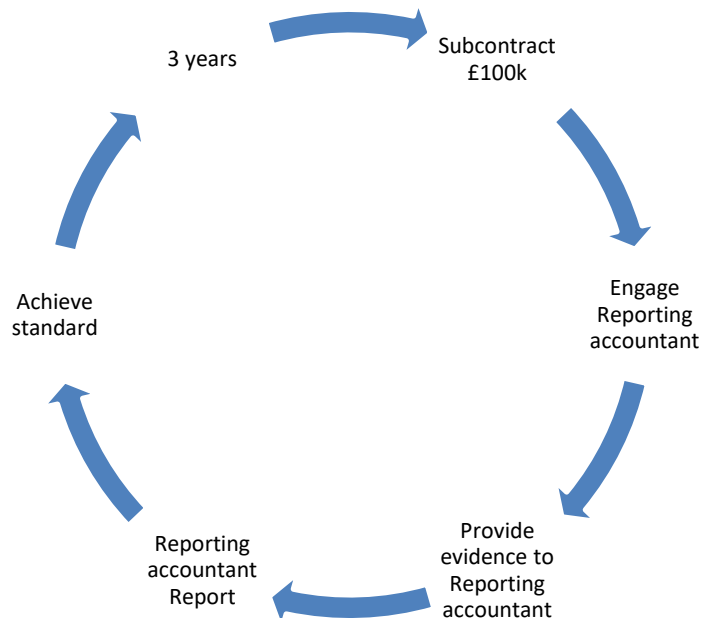 3 years
Subcontract
£100k
Engage
Reporting
accountant
Provide
evidence to
Reporting
accountant
Reporting
accountant
Report
Achieve
standard